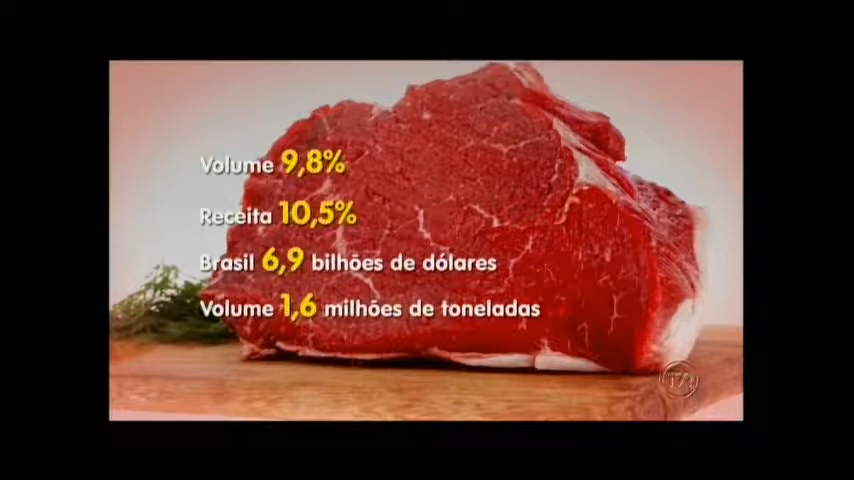 Volume 9,8%
Receita 10,5%
Brasil 6,9 bilhões de dólares
Volume 1,6 milhões de toneladas